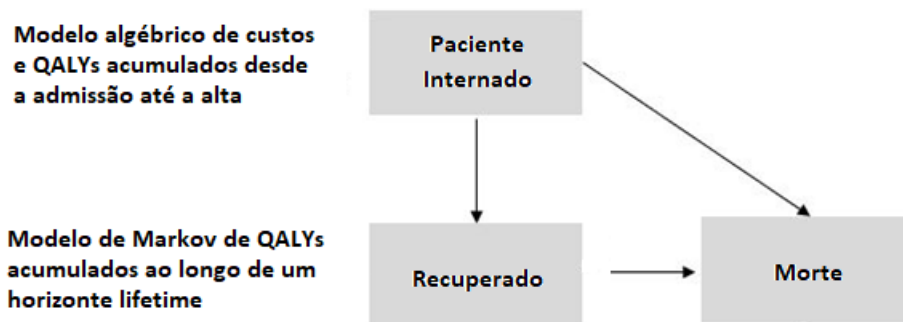 Modelo algébrico de custos
e QALYs acumulados desde
a admissão até a alta
Paciente
Internado
Modelo de Markov de QALYs
acumulados ao longo de um
horizonte lifetime
Recuperado
Morte